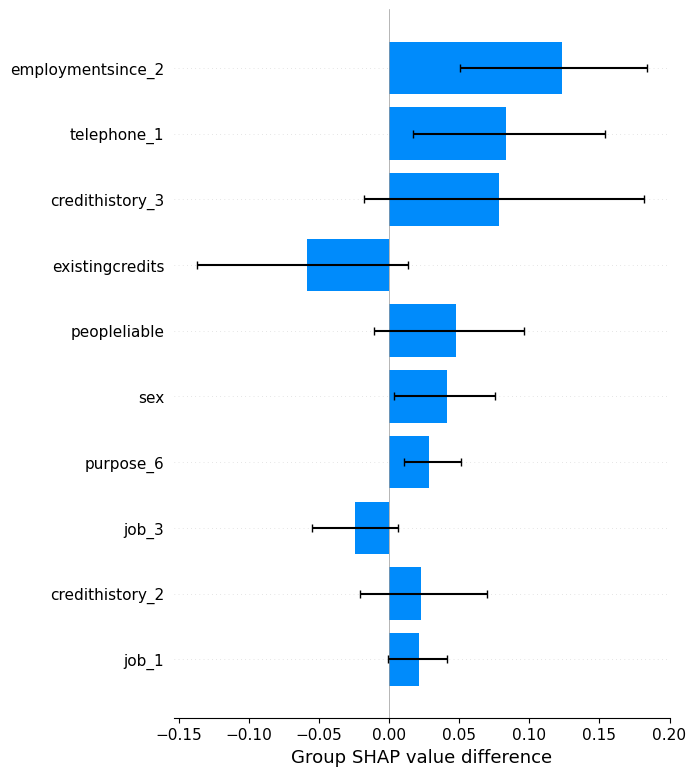 employmentsince_2
telephone_1
credithistory_3
existingcredits
peopleliable
sex
purpose_6
job_3
credithistory_2
job_1
−0.15 −0.10 −0.05 0.00 0.05 0.10 0.15 0.20
Group SHAP value difference